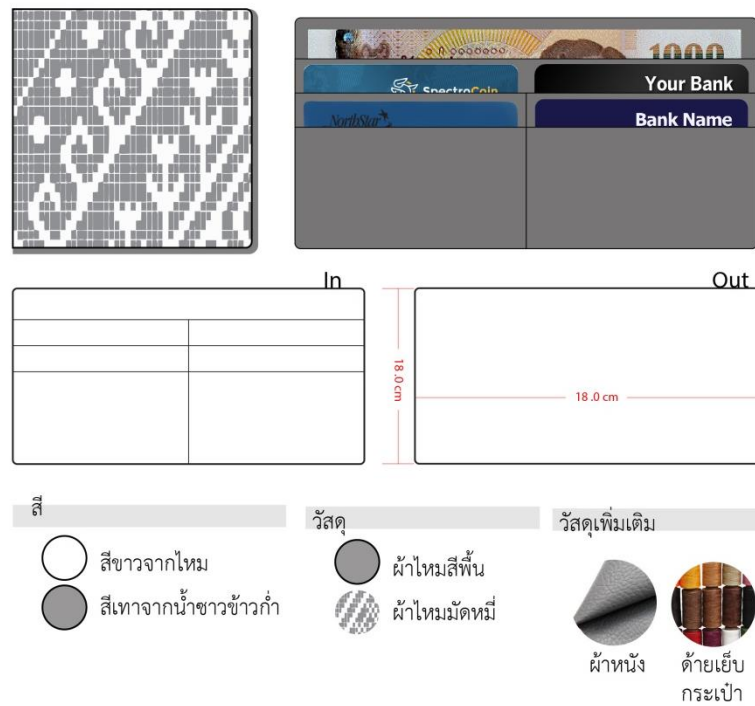 1000
SpectroCoin
Your Bank
NorthStar
Bank Name
In
Out
18.0 cm
18 .0 cm
สี
วัสดุ
วัสดุเพิ่มเติม
สีขาวจากไหม
สีเทาจากน้ำซาวข้าวก่ำ
ผ้าไหมสีพื้น
ผ้าไหมมัดหมี่
ผ้าหนัง
ด้ายเย็บ
กระเป๋า